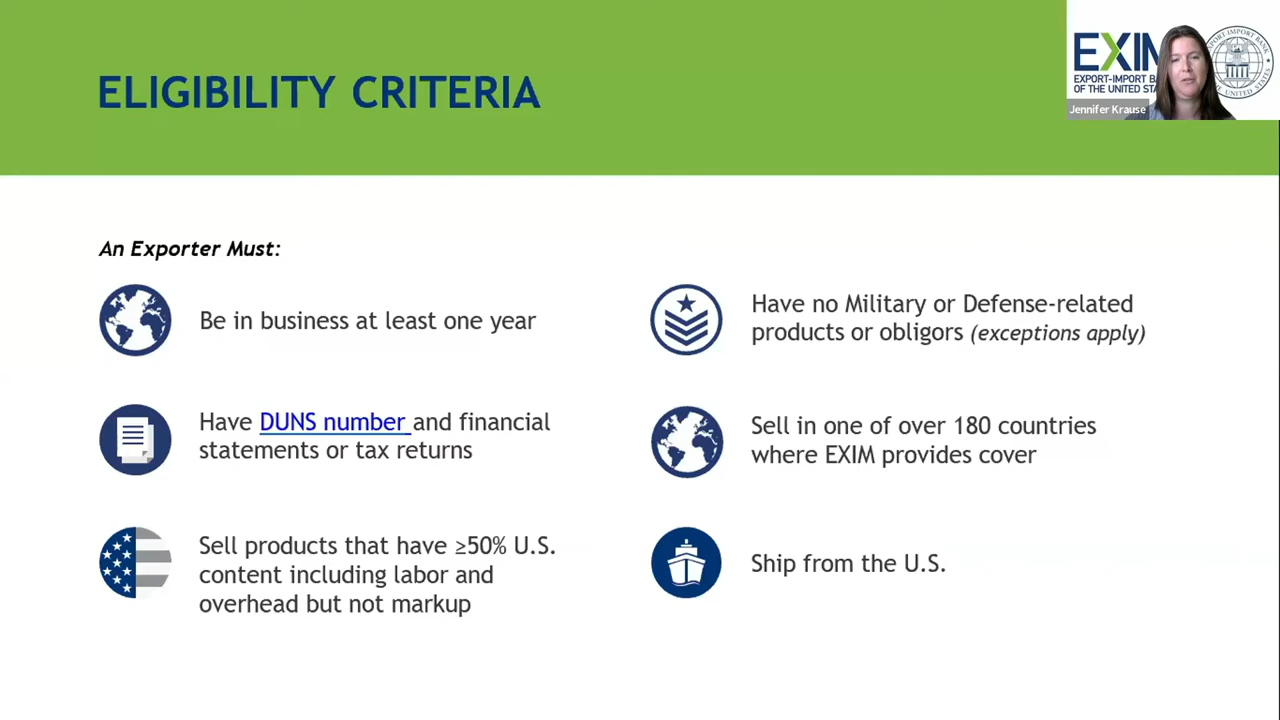 ELIGIBILITY CRITERIA
EXIM
EXPORT-IMPORT BA
OF THE UNITED STA
Jennifer Krause
An Exporter Must:
Be in business at least one year
Have DUNS number and financial
statements or tax returns
Sell products that have ≥50% U.S.
content including labor and
overhead but not markup
Have no Military or Defense-related
products or obligors (exceptions apply)
Sell in one of over 180 countries
where EXIM provides cover
Ship from the U.S.